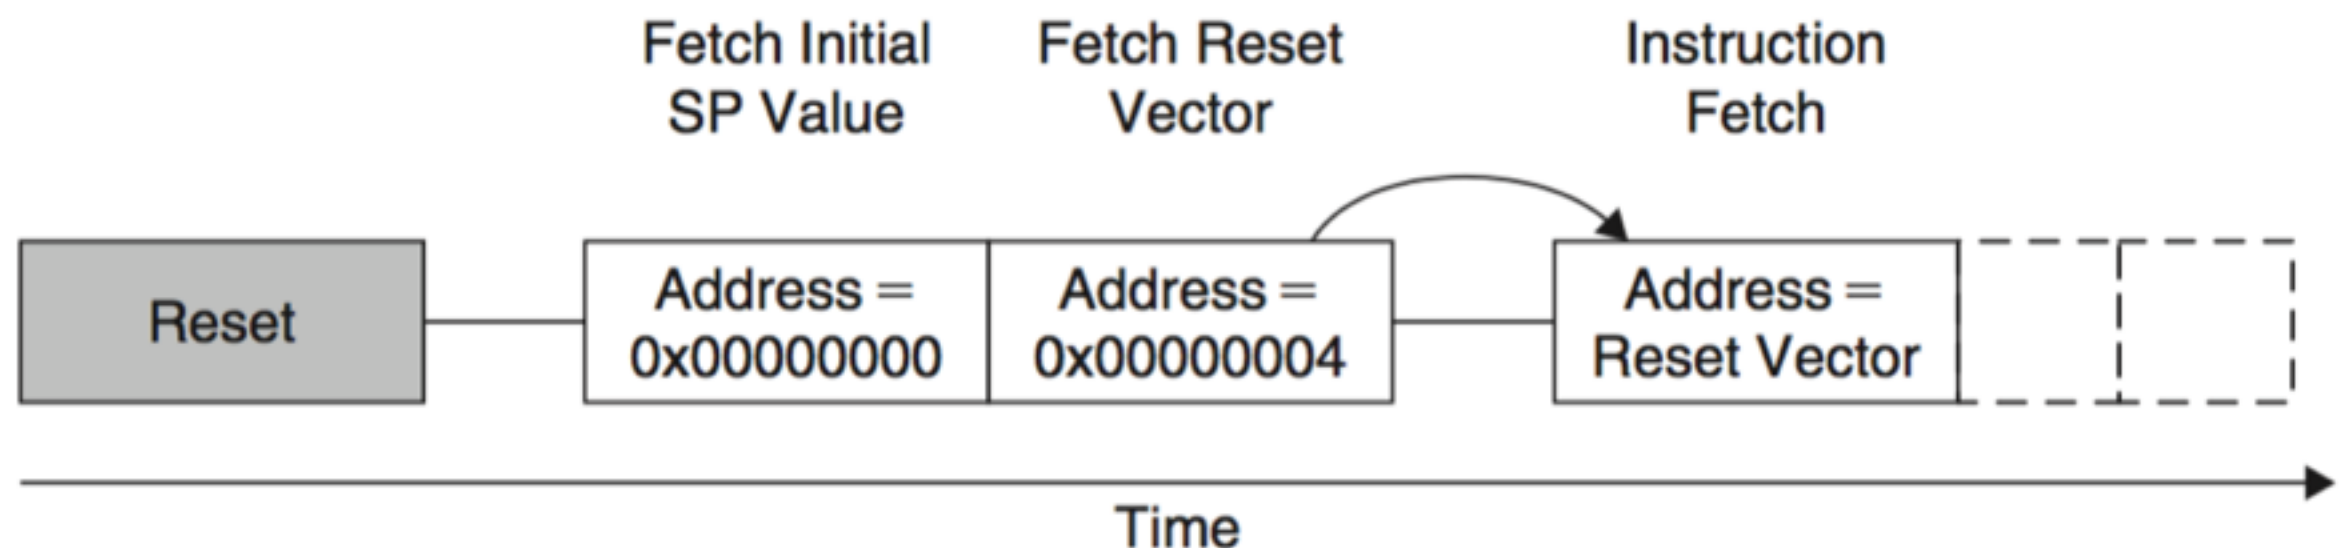 Fetch Initial
SP Value
Fetch Reset
Vector
Instruction
Fetch
Reset
Address =
0x00000000
Address =
0x00000004
Address =
Reset Vector
Time